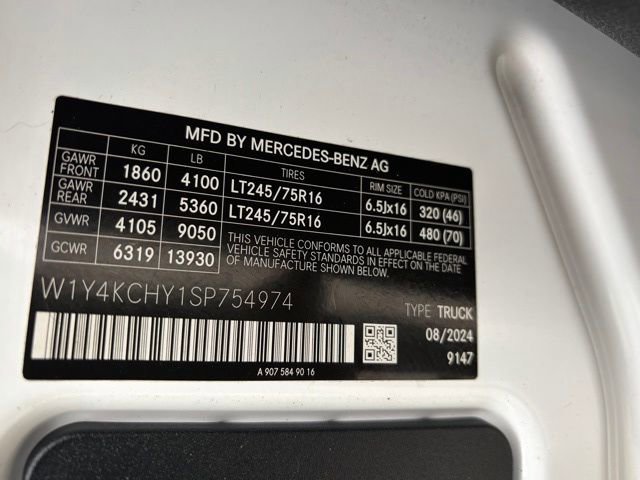 MFD BY MERCEDES-BENZ AG
KG LB TIRES RIM SIZE COLD KPA (PSI)
GAWR FRONT 1860 4100 LT245/75R16 6.5Jx16 320 (46)
GAWR REAR 2431 5360 LT245/75R16 6.5Jx16 480 (70)
GVWR 4105 9050
GCWR 6319 13930
THIS VEHICLE CONFORMS TO ALL APPLICABLE FEDERAL
VEHICLE SAFETY STANDARDS IN EFFECT ON THE DATE
OF MANUFACTURE SHOWN.
W1Y4KCHY1SP754974
TYPE TRUCK
08/2024
9147
A 907 584 90 16